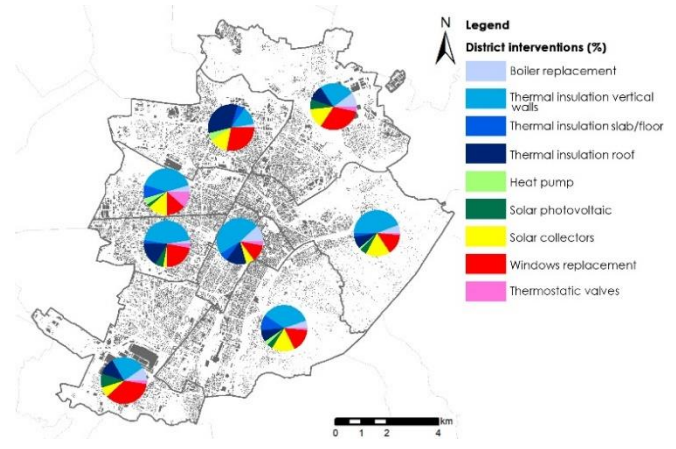 N
Legend
District interventions (%)
Boiler replacement
Thermal insulation vertical
walls
Thermal insulation slab/floor
Thermal insulation roof
Heat pump
Solar photovoltaic
Solar collectors
Windows replacement
Thermostatic valves
km
0 1 2 4